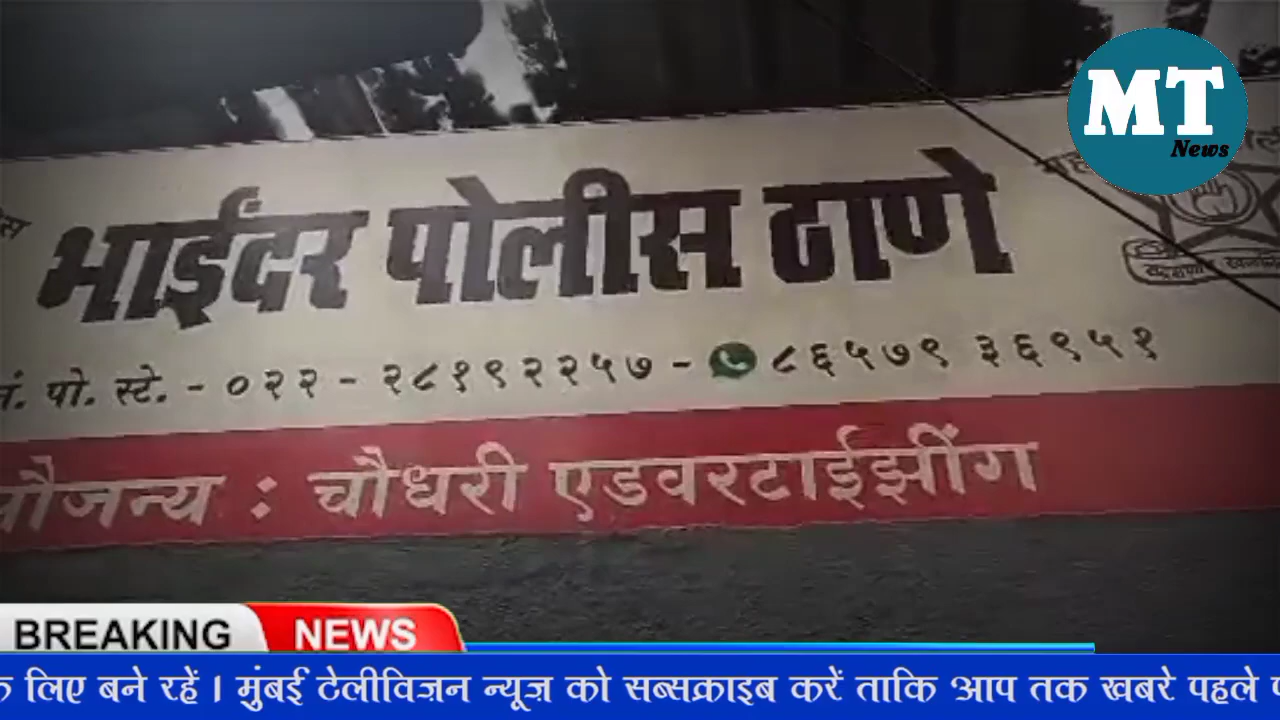 MT
News
भाईंदर पोलीस ठाणे
पो. स्टे. - ०२२ - २८१९२२५७ - ८६५७९ ३६९५१
सौजन्य : चौधरी एडवरटाईझींग
BREAKING NEWS
के लिए बने रहें । मुंबई टेलीविज़न न्यूज़ को सब्सक्राइब करें ताकि आप तक खबरे पहले